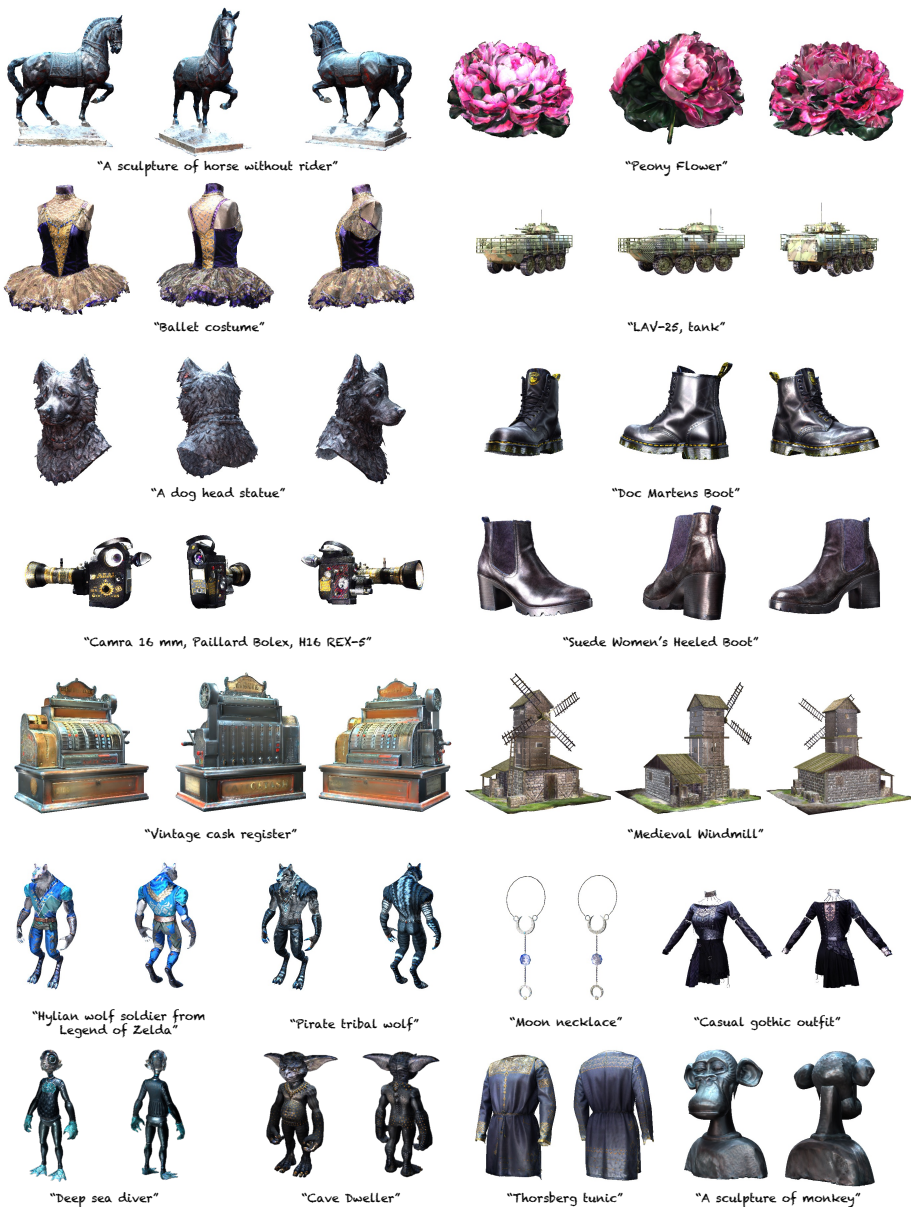 “A sculpture of horse without rider”
“Peony Flower”
“Ballet costume”
“LAV-25, tank”
“A dog head statue”
“Doc Martens Boot”
“Camra 16 mm, Paillard Bolex, H16 REX-5”
“Suede Women’s Heeled Boot”
“Vintage cash register”
“Medieval Windmill”
“Hylian wolf soldier from
Legend of Zelda”
“Pirate tribal wolf”
“Moon necklace”
“Casual gothic outfit”
“Deep sea diver”
“Cave Dweller”
“Thorsberg tunic”
“A sculpture of monkey”